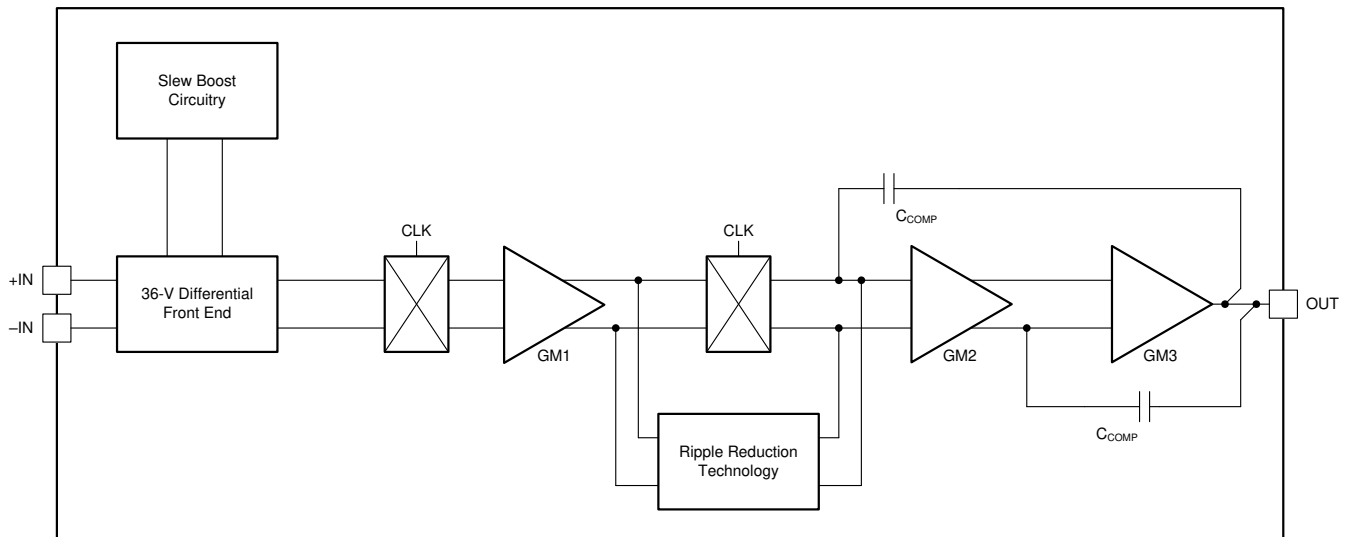 Slew Boost
Circuitry
CLK
CLK
C_COMP
+IN
–IN
36-V Differential
Front End
OUT
GM1
GM2
GM3
Ripple Reduction
Technology
C_COMP